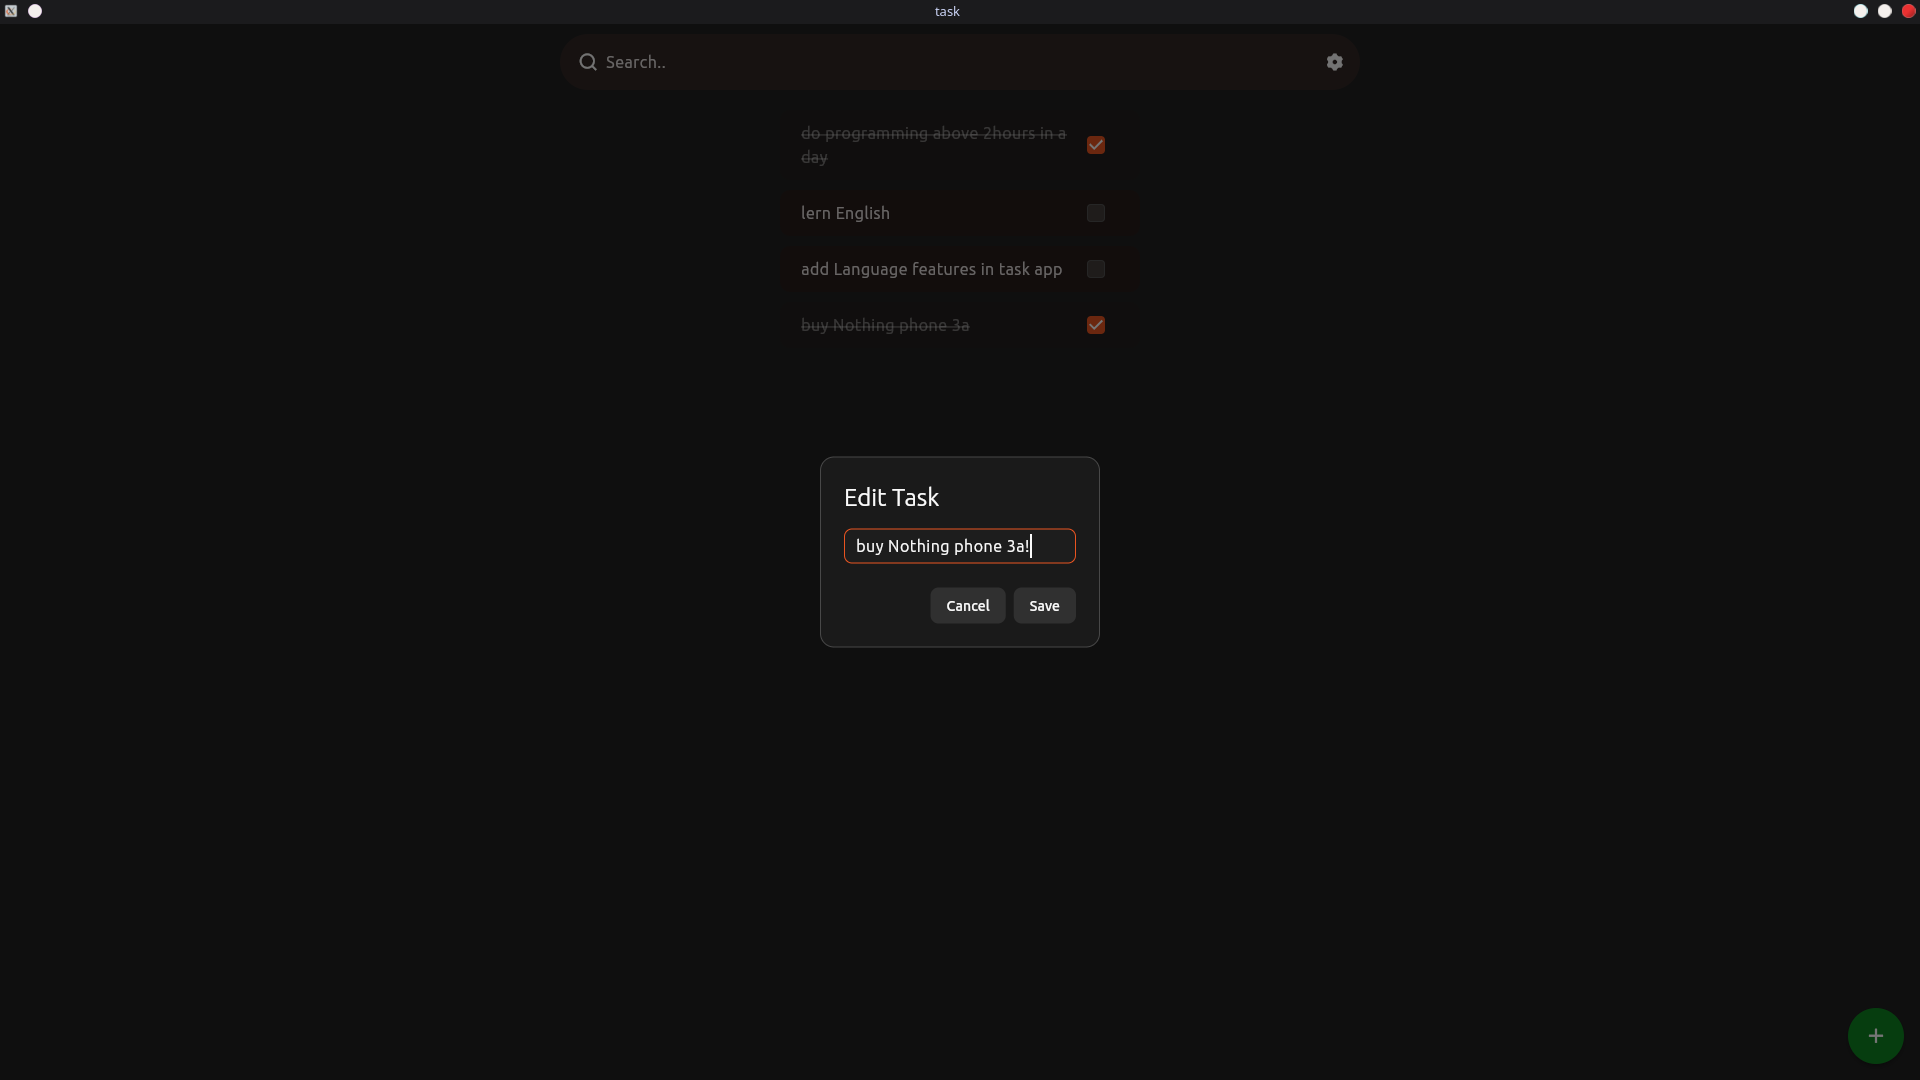 task
Search..
do programming above 2hours in a
day
lern English
add Language features in task app
buy Nothing phone 3a
Edit Task
buy Nothing phone 3a!
Cancel Save